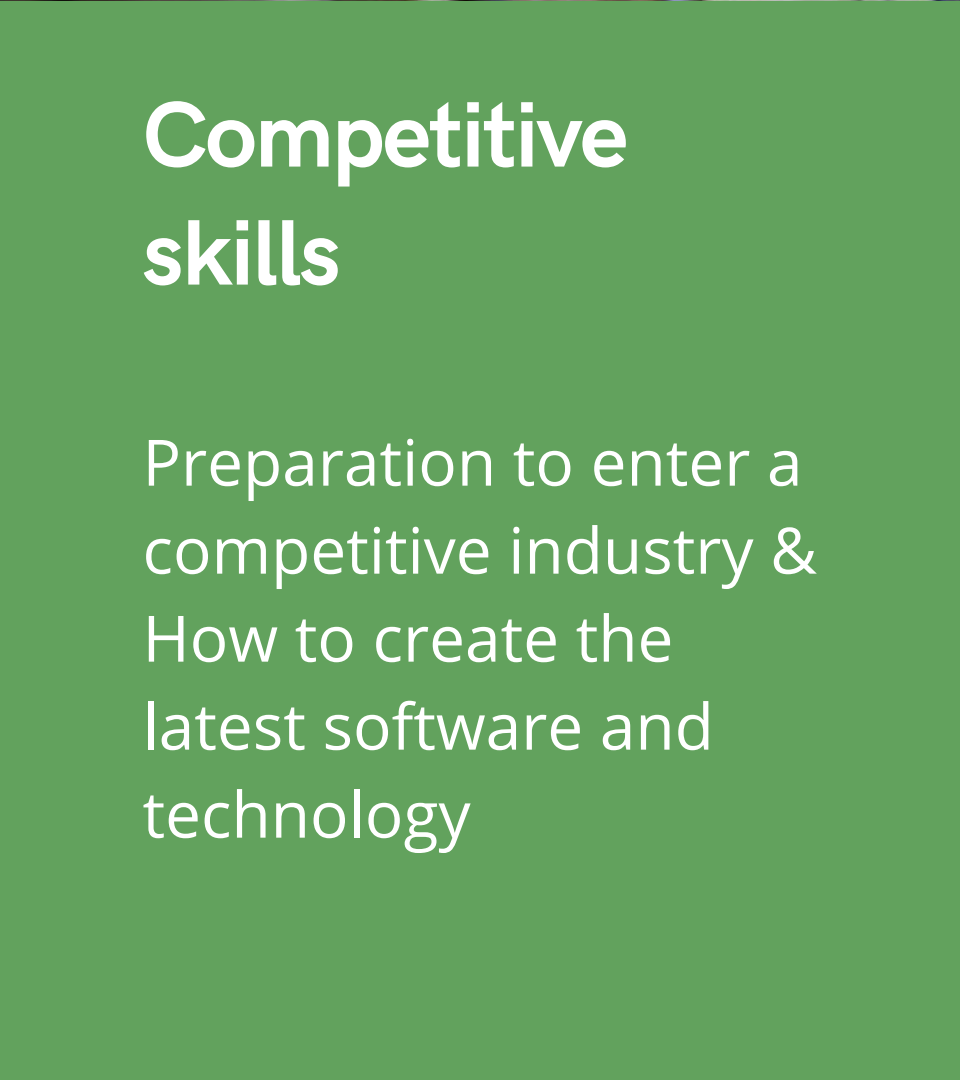 Competitive
skills
Preparation to enter a
competitive industry &
How to create the
latest software and
technology